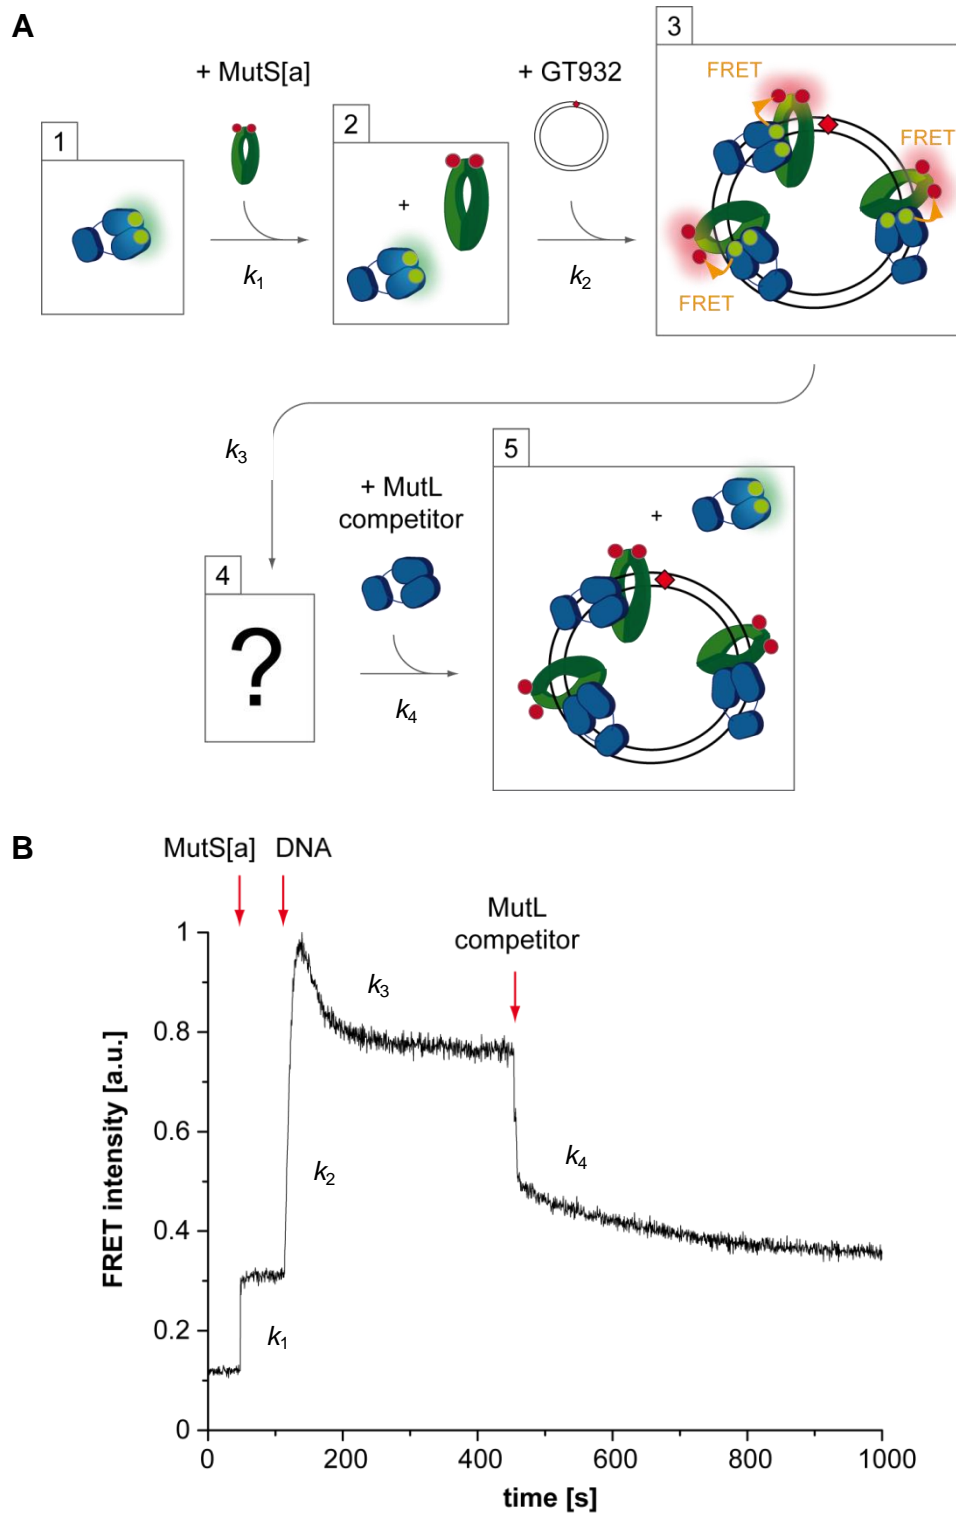 A
+ MutS[a]
+ GT932
1
2
3
+
k1
k2
FRET
FRET
FRET
k3
+ MutL
competitor
4
?
k4
5
+
B
MutS[a] DNA
MutL
competitor
FRET intensity [a.u.]
1
0.8
0.6
0.4
0.2
0
k1
k2
k3
k4
0 200 400 600 800 1000
time [s]